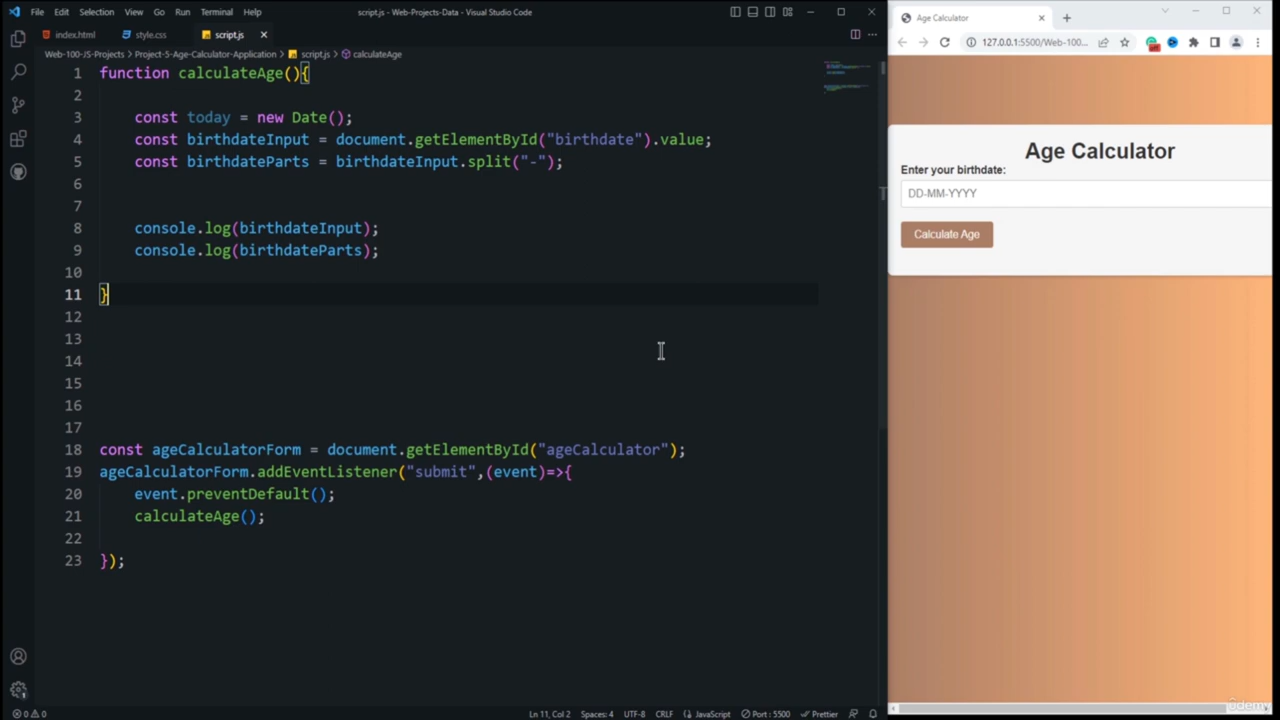 File Edit Selection View Go Run Terminal Help
script.js - Web-Projects-Data - Visual Studio Code
Age Calculator
index.html
style.css
script.js
127.0.0.1:5500/Web-100...
Web-100-JS-Projects > Project-5-Age-Calculator-Application > script.js > calculateAge
1 function calculateAge(){
2
3 const today = new Date();
4 const birthdateInput = document.getElementById("birthdate").value;
5 const birthdateParts = birthdateInput.split("-");
6
7
8 console.log(birthdateInput);
9 console.log(birthdateParts);
10
11 }
12
13
14
15
16
17
18 const ageCalculatorForm = document.getElementById("ageCalculator");
19 ageCalculatorForm.addEventListener("submit",(event)=>{
20 event.preventDefault();
21 calculateAge();
22
23 });
Age Calculator
Enter your birthdate:
DD-MM-YYYY
Calculate Age
0 0
Ln 11, Col 2
Spaces: 4
UTF-8
CRLF
JavaScript
Port : 5500
Prettier
ûdemy